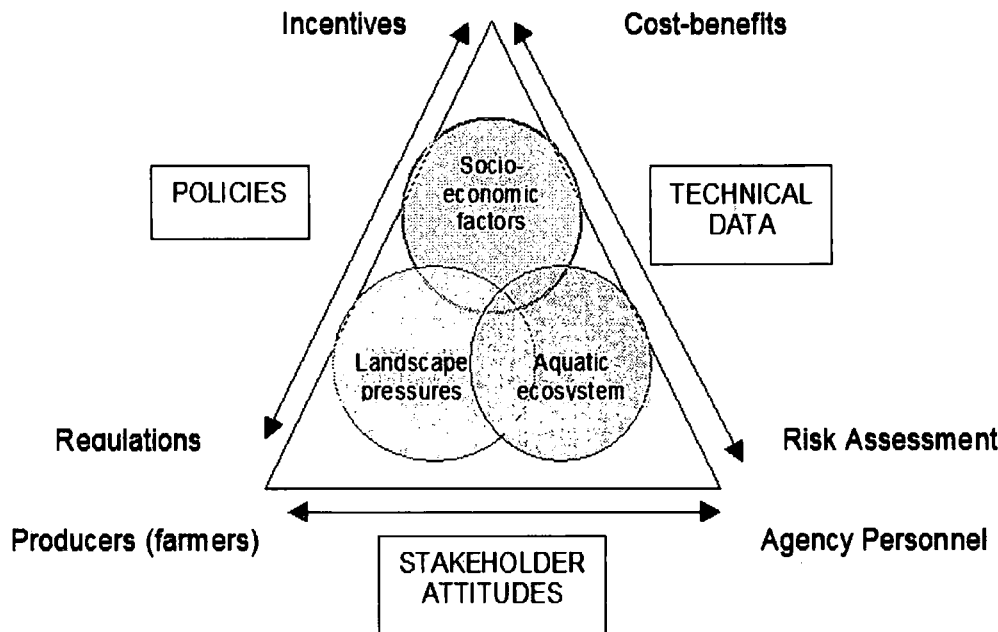 Incentives
Cost-benefits
POLICIES
Socio-
economic
factors
TECHNICAL
DATA
Landscape
pressures
Aquatic
ecosystem
Regulations
Risk Assessment
Producers (farmers)
Agency Personnel
STAKEHOLDER
ATTITUDES